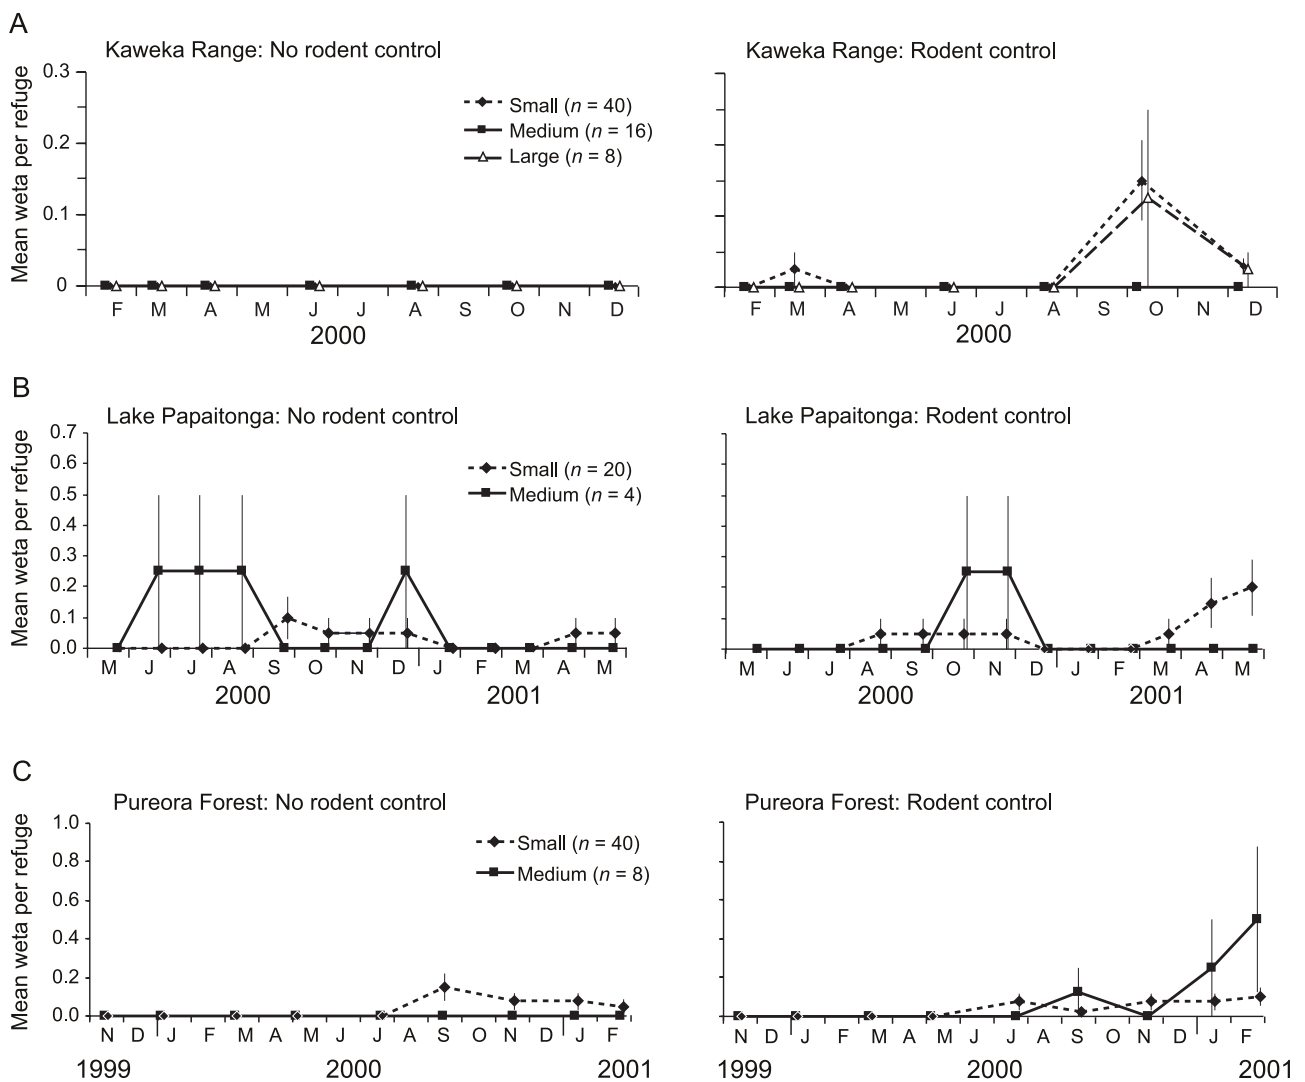 A
Kaweka Range: No rodent control
Kaweka Range: Rodent control
Mean weta per refuge
0.3
0.2
0.1
0
Small (n = 40)
Medium (n = 16)
Large (n = 8)
F M A M J J A S O N D
2000
F M A M J J A S O N D
2000
B
Lake Papaitonga: No rodent control
Lake Papaitonga: Rodent control
Mean weta per refuge
0.7
0.6
0.5
0.4
0.3
0.2
0.1
0.0
Small (n = 20)
Medium (n = 4)
M J J A S O N D J F M A M
2000 2001
M J J A S O N D J F M A M
2000 2001
C
Pureora Forest: No rodent control
Pureora Forest: Rodent control
Mean weta per refuge
1.0
0.8
0.6
0.4
0.2
0.0
Small (n = 40)
Medium (n = 8)
N D J F M A M J J A S O N D J F
1999 2000 2001
N D J F M A M J J A S O N D J F
1999 2000 2001